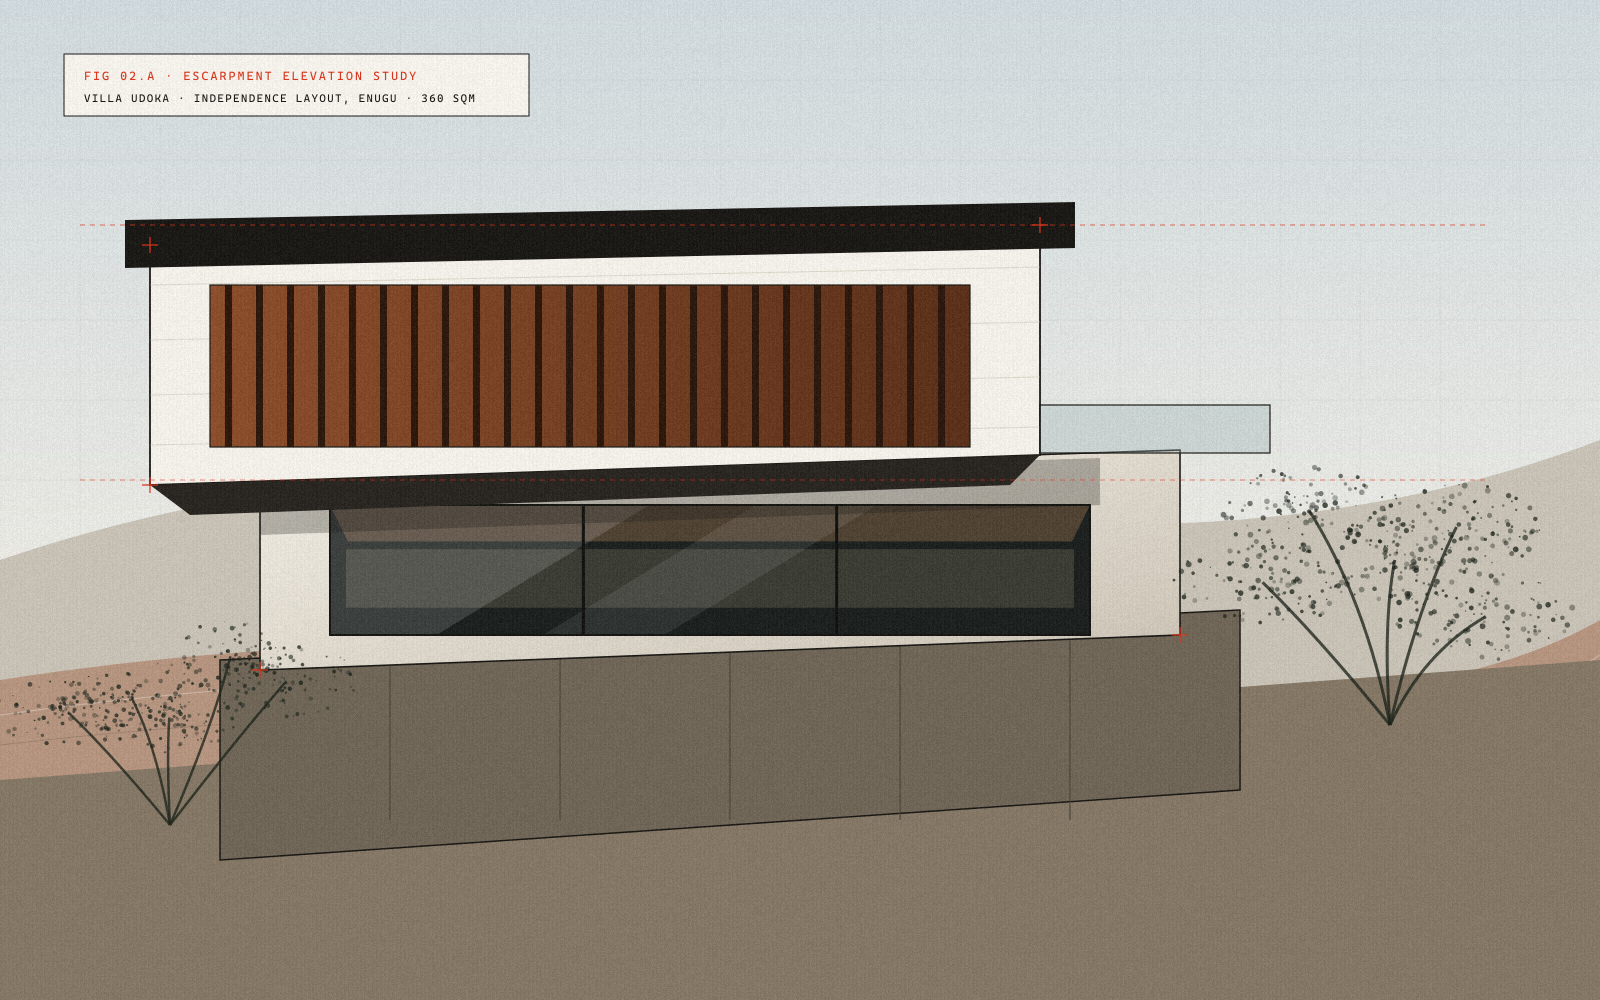 FIG 02.A · ESCARPMENT ELEVATION STUDY
VILLA UDOKA · INDEPENDENCE LAYOUT, ENUGU · 360 SQM